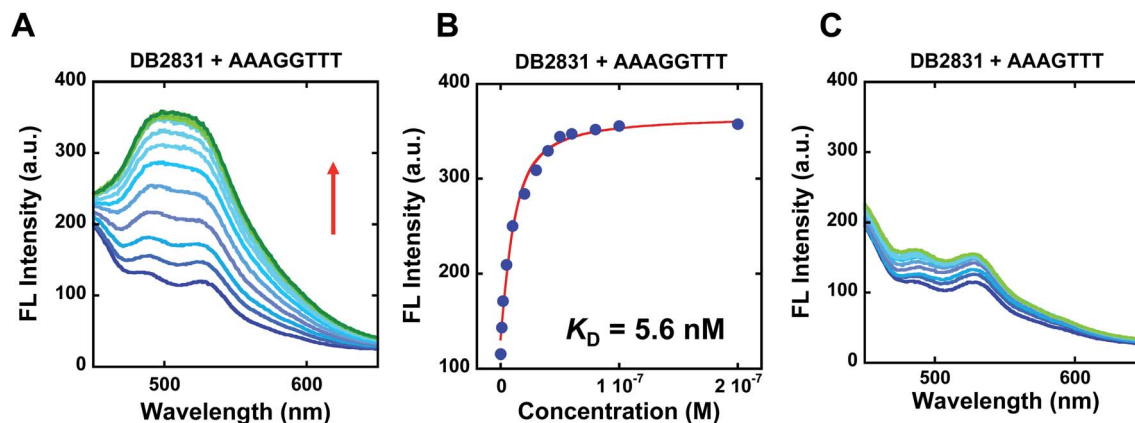 A
DB2831 + AAAGGTTT
400
300
200
100
0
FL Intensity (a.u.)
500
600
Wavelength (nm)
B
DB2831 + AAAGGTTT
400
300
200
100
FL Intensity (a.u.)
KD = 5.6 nM
0
1 10-7
2 10-7
Concentration (M)
C
DB2831 + AAAGTTT
400
300
200
100
0
FL Intensity (a.u.)
500
600
Wavelength (nm)